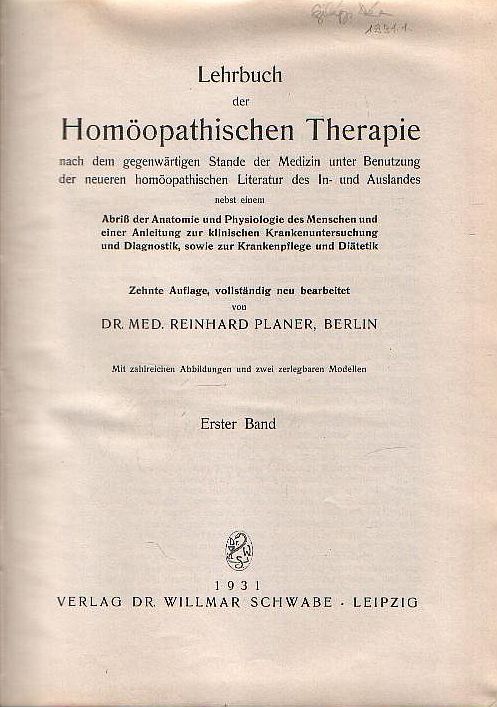 Lehrbuch
der
Homöopathischen Therapie
nach dem gegenwärtigen Stande der Medizin unter Benutzung
der neueren homöopathischen Literatur des In- und Auslandes
nebst einem
Abriß der Anatomie und Physiologie des Menschen und
einer Anleitung zur klinischen Krankenuntersuchung
und Diagnostik, sowie zur Krankenpflege und Diätetik
Zehnte Auflage, vollständig neu bearbeitet
von
DR. MED. REINHARD PLANER, BERLIN
Mit zahlreichen Abbildungen und zwei zerlegbaren Modellen
Erster Band
Dr.
W
S
1931
VERLAG DR. WILLMAR SCHWABE · LEIPZIG